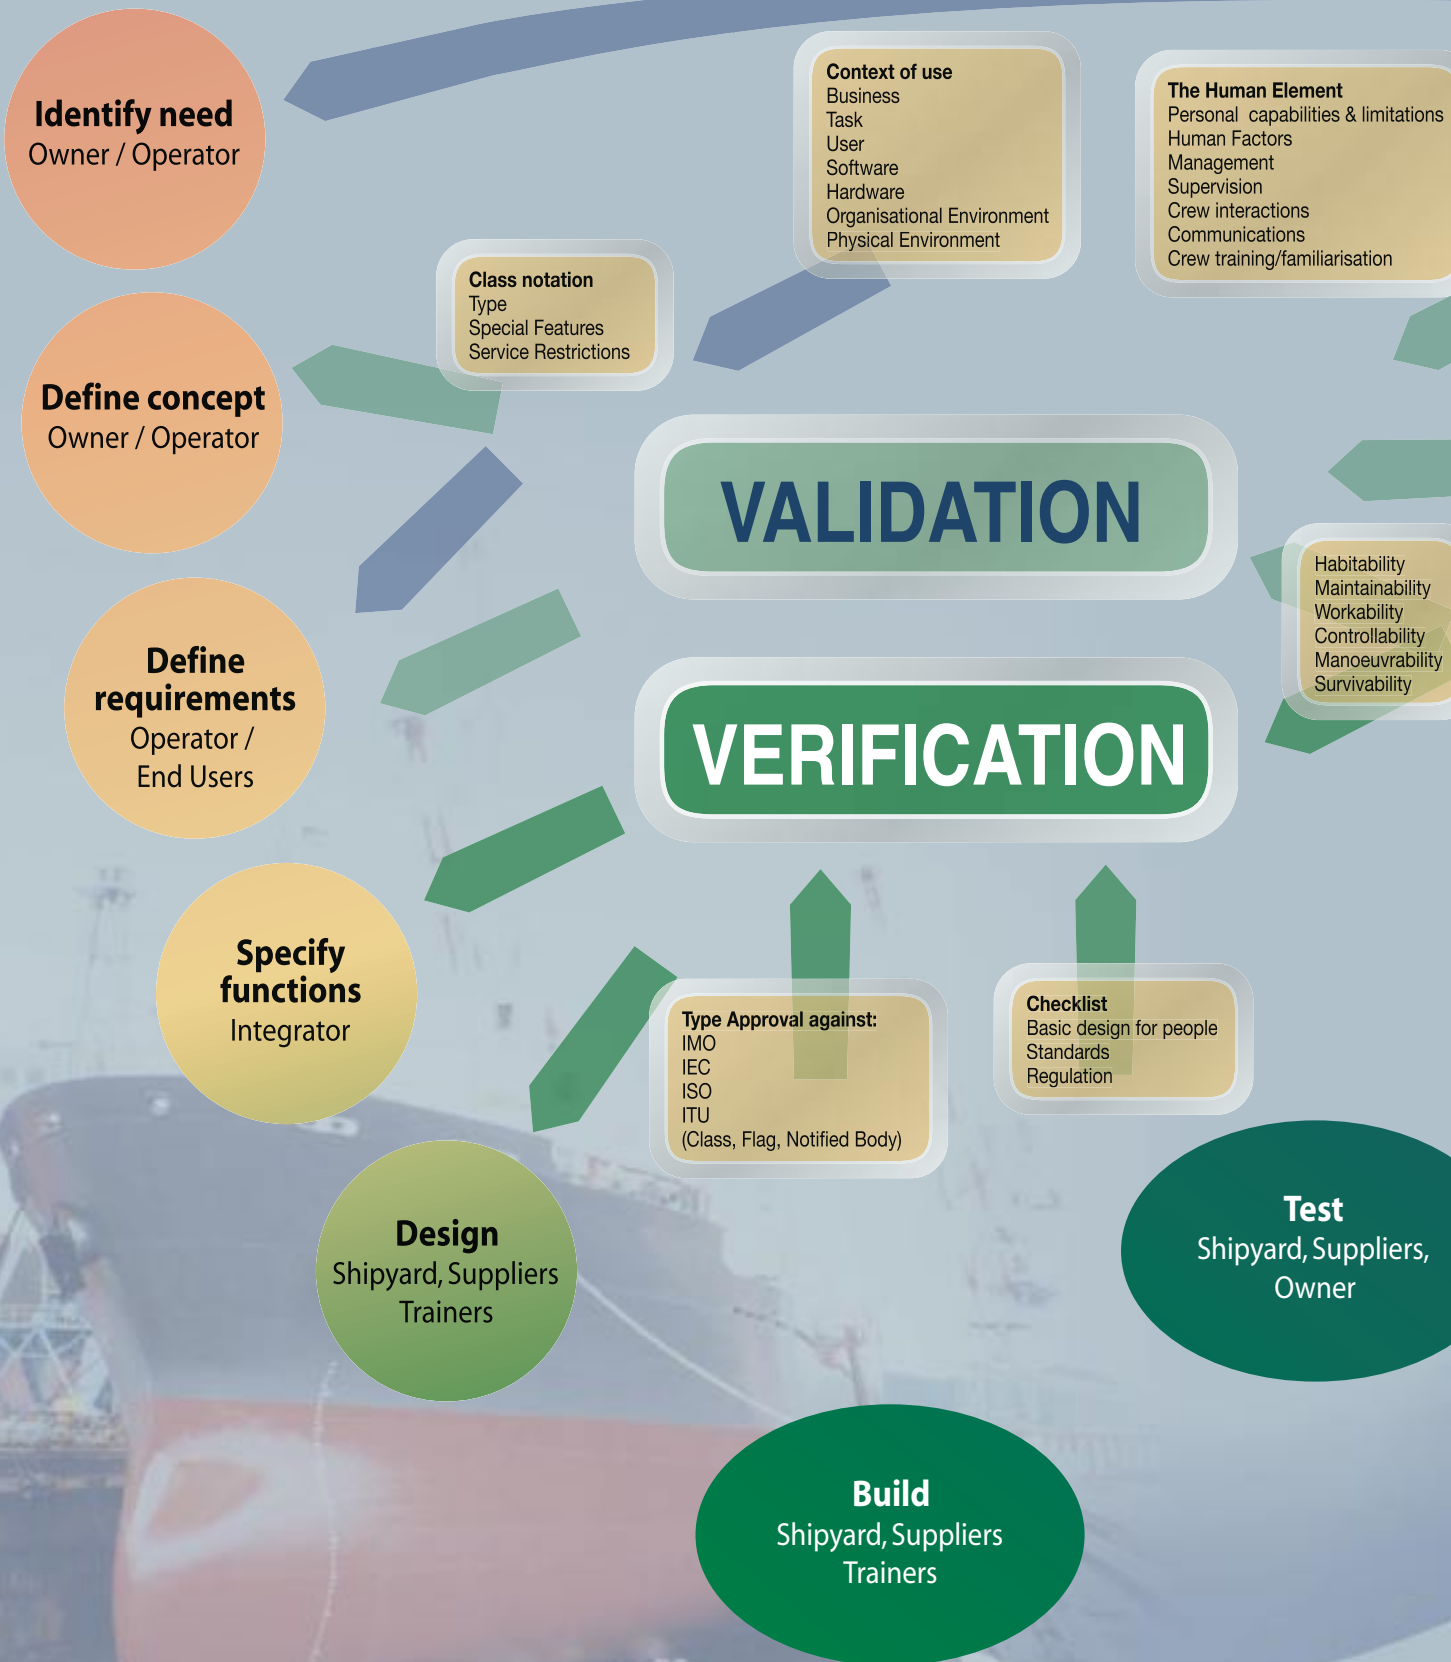 Identify need
Owner / Operator
Context of use
Business
Task
User
Software
Hardware
Organisational Environment
Physical Environment
The Human Element
Personal capabilities & limitations
Human Factors
Management
Supervision
Crew interactions
Communications
Crew training/familiarisation
Class notation
Type
Special Features
Service Restrictions
Define concept
Owner / Operator
VALIDATION
Habitability
Maintainability
Workability
Controllability
Manoeuvrability
Survivability
Define
requirements
Operator /
End Users
VERIFICATION
Specify
functions
Integrator
Type Approval against:
IMO
IEC
ISO
ITU
(Class, Flag, Notified Body)
Checklist
Basic design for people
Standards
Regulation
Design
Shipyard, Suppliers
Trainers
Test
Shipyard, Suppliers,
Owner
Build
Shipyard, Suppliers
Trainers